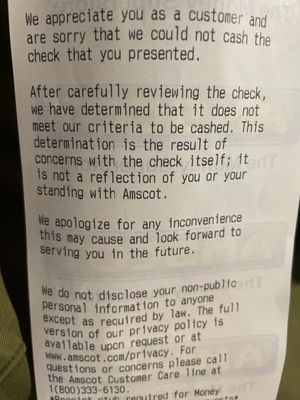 We appreciate you as a customer and
are sorry that we could not cash the
check that you presented.
After carefully reviewing the check,
we have determined that it does not
meet our criteria to be cashed. This
determination is the result of
concerns with the check itself; it
is not a reflection of you or your
standing with Amscot.
We apologize for any inconvenience
this may cause and look forward to
serving you in the future.
We do not disclose your non-public
personal information to anyone
except as required by law. The full
version of our privacy policy is
available upon request or at
www.amscot.com/privacy. For
questions or concerns please call
the Amscot Customer Care line at
1(800)333-6130.
stub required for Money